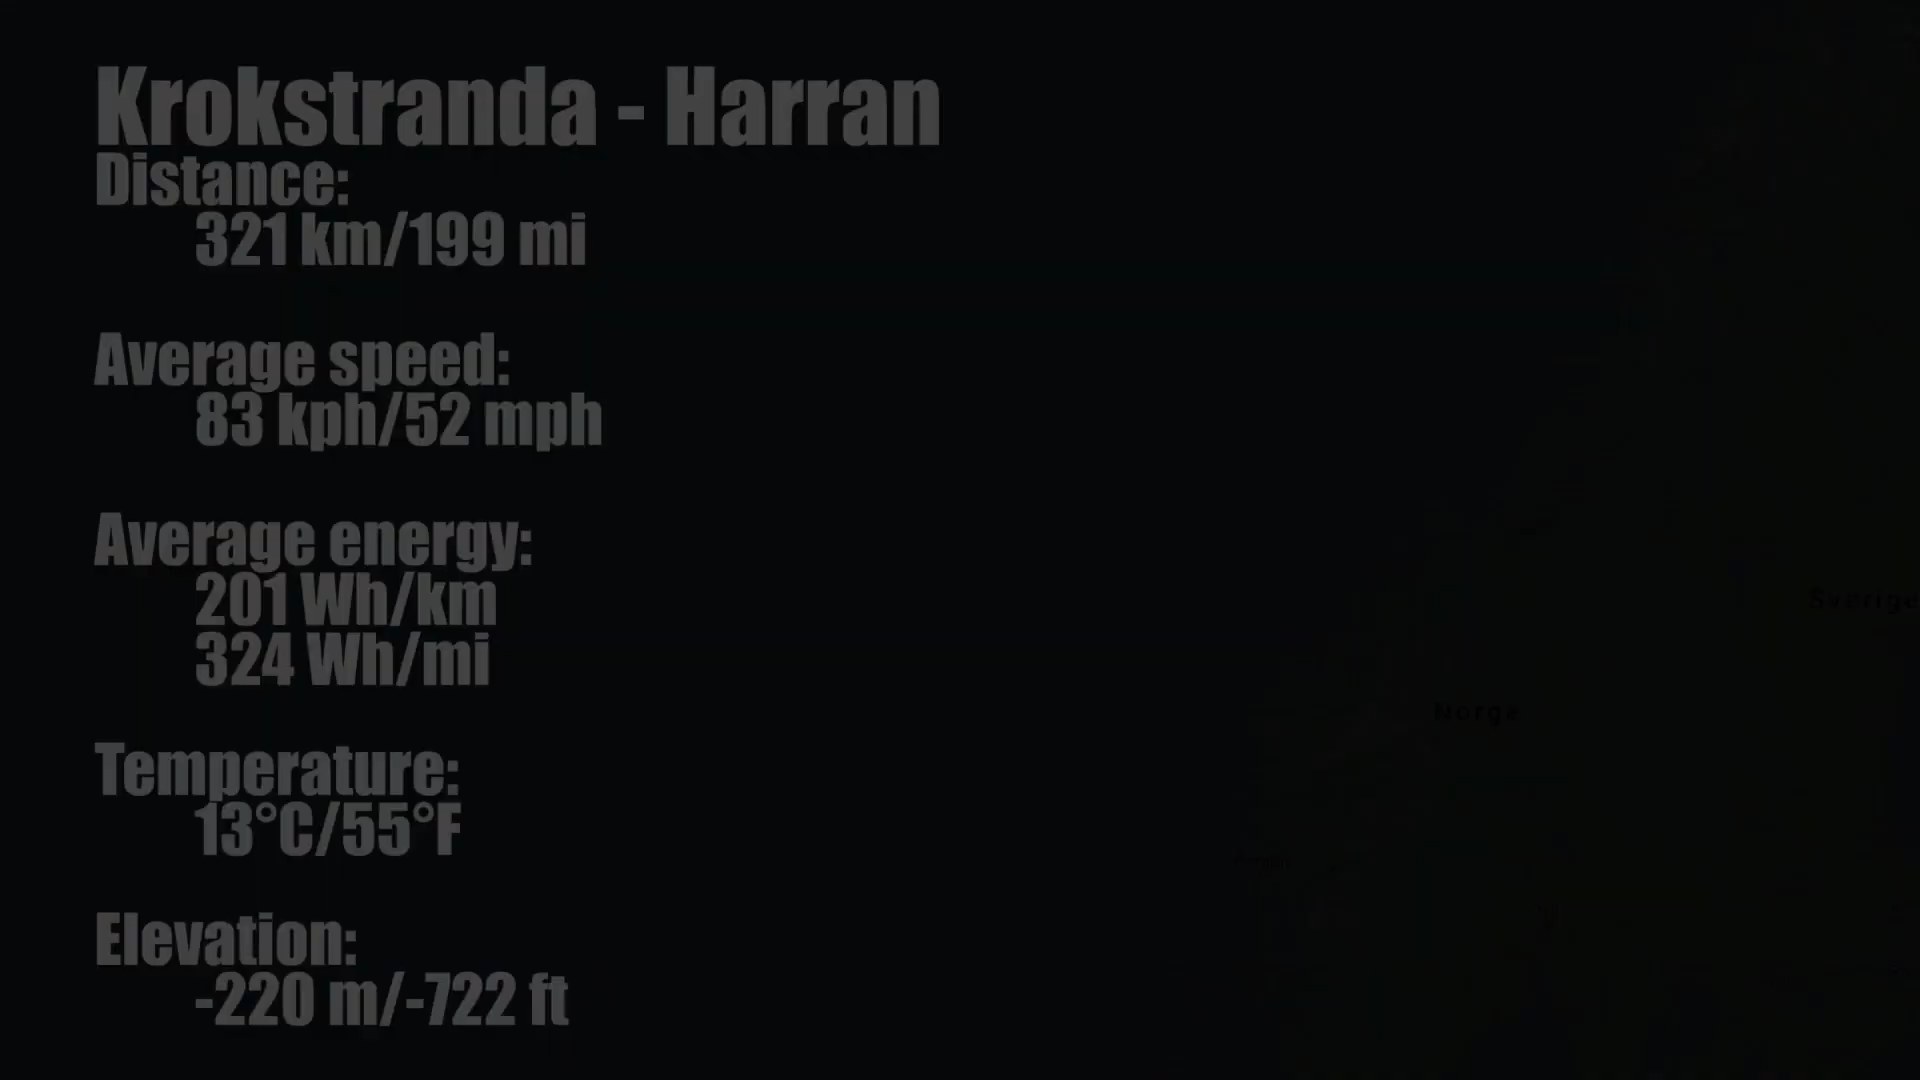 Krokstranda - Harran
Distance:
321 km/199 mi
Average speed:
83 kph/52 mph
Average energy:
201 Wh/km
324 Wh/mi
Temperature:
13°C/55°F
Elevation:
-220 m/-722 ft
Sverige
Norge